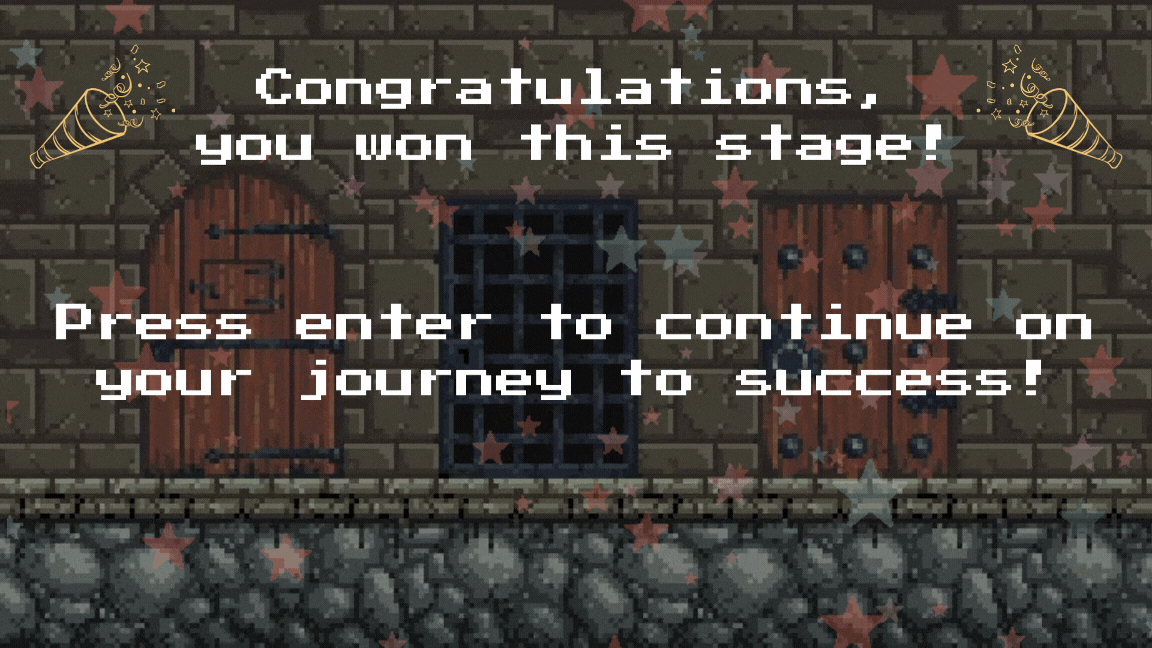 Congratulations,
you won this stage!
Press enter to continue on
your journey to success!